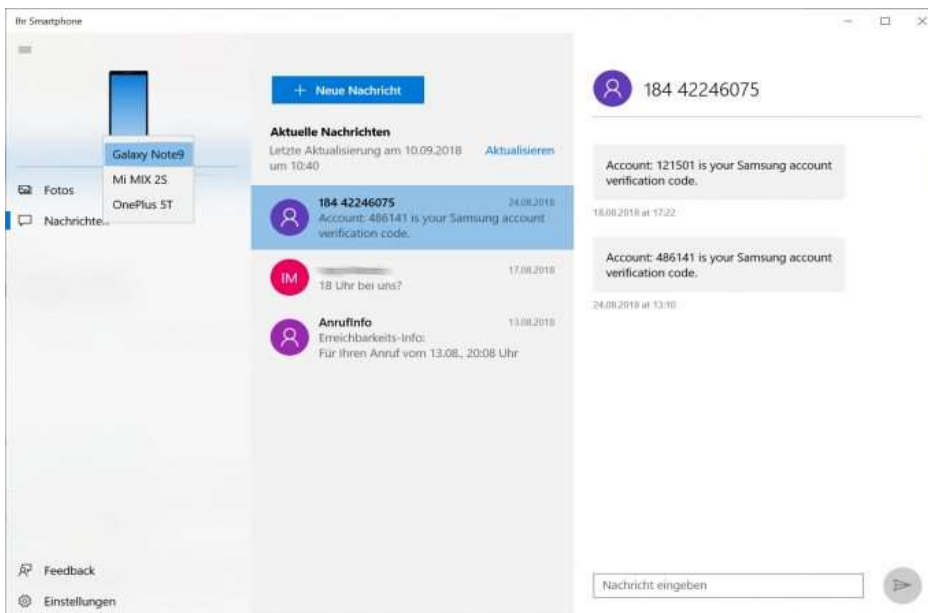 Ihr Smartphone
Galaxy Note9
Mi MIX 2S
OnePlus 5T
Fotos
Nachrichte
Feedback
Einstellungen
+ Neue Nachricht
Aktuelle Nachrichten
Letzte Aktualisierung am 10.09.2018
um 10:40
Aktualisieren
184 42246075 24.08.2018
Account: 486141 is your Samsung account
verification code.
IM
17.08.2018
18 Uhr bei uns?
AnrufInfo 13.08.2018
Erreichbarkeits-Info:
Für Ihren Anruf vom 13.08., 20:08 Uhr
184 42246075
Account: 121501 is your Samsung account
verification code.
18.08.2018 at 17:22
Account: 486141 is your Samsung account
verification code.
24.08.2018 at 13:10
Nachricht eingeben